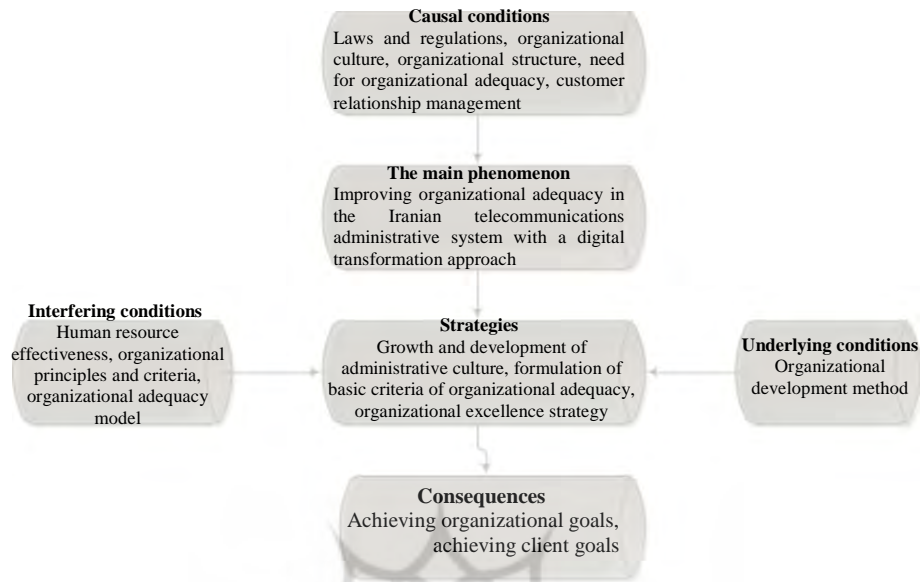 Causal conditions
Laws and regulations, organizational
culture, organizational structure, need
for organizational adequacy, customer
relationship management
The main phenomenon
Improving organizational adequacy in
the Iranian telecommunications
administrative system with a digital
transformation approach
Interfering conditions
Human resource
effectiveness, organizational
principles and criteria,
organizational adequacy
model
Strategies
Growth and development of
administrative culture, formulation of
basic criteria of organizational adequacy,
organizational excellence strategy
Underlying conditions
Organizational
development method
Consequences
Achieving organizational goals,
achieving client goals